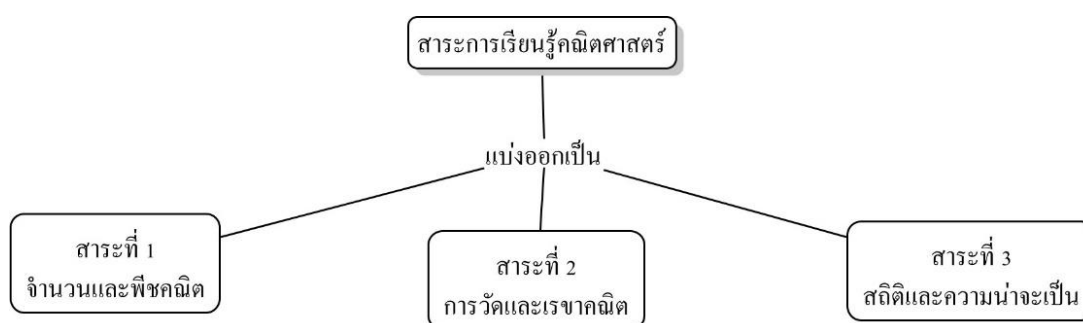 สาระการเรียนรู้คณิตศาสตร์
แบ่งออกเป็น
สาระที่ 1
จำนวนและพีชคณิต
สาระที่ 2
การวัดและเรขาคณิต
สาระที่ 3
สถิติและความน่าจะเป็น